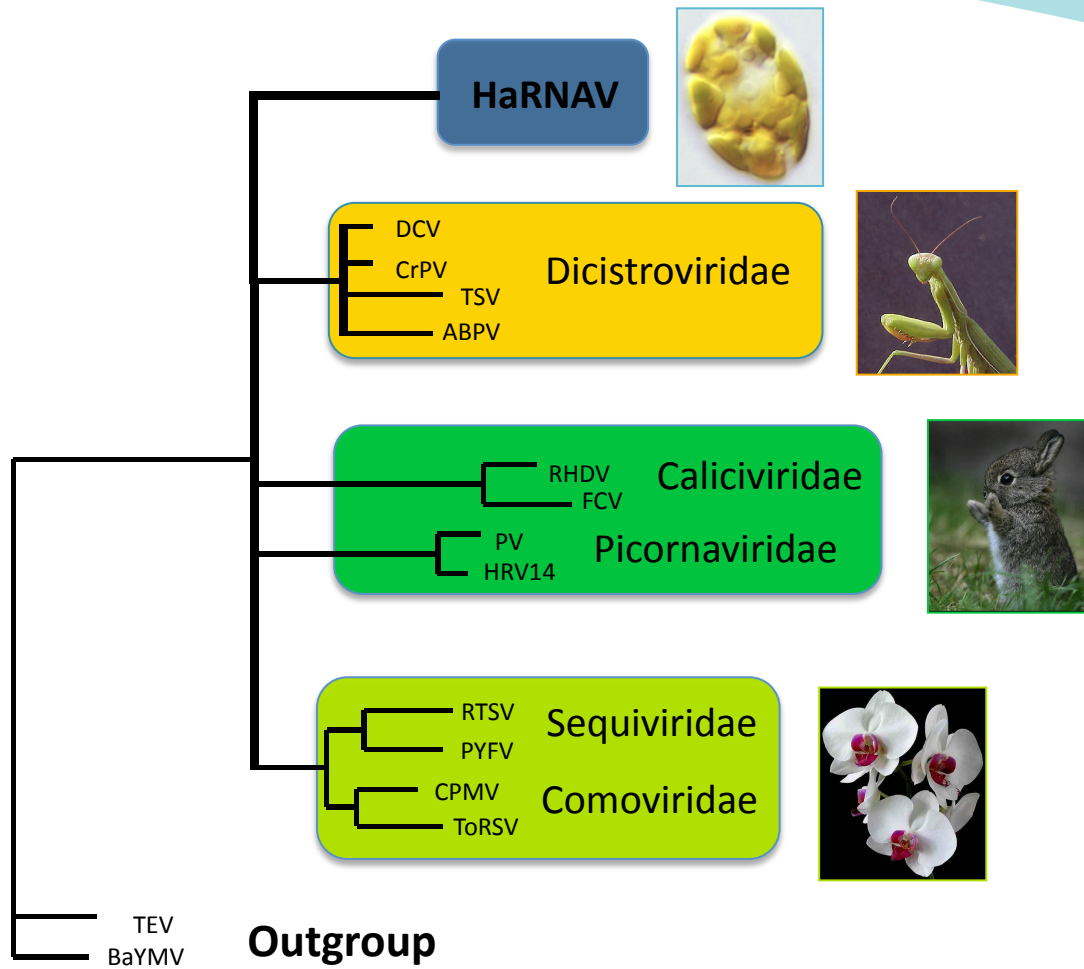 HaRNAV
DCV
CrPV
Dicistroviridae
TSV
ABPV
RHDV
Caliciviridae
FCV
PV
Picornaviridae
HRV14
RTSV
Sequiviridae
PYFV
CPMV
Comoviridae
ToRSV
TEV
Outgroup
BaYMV